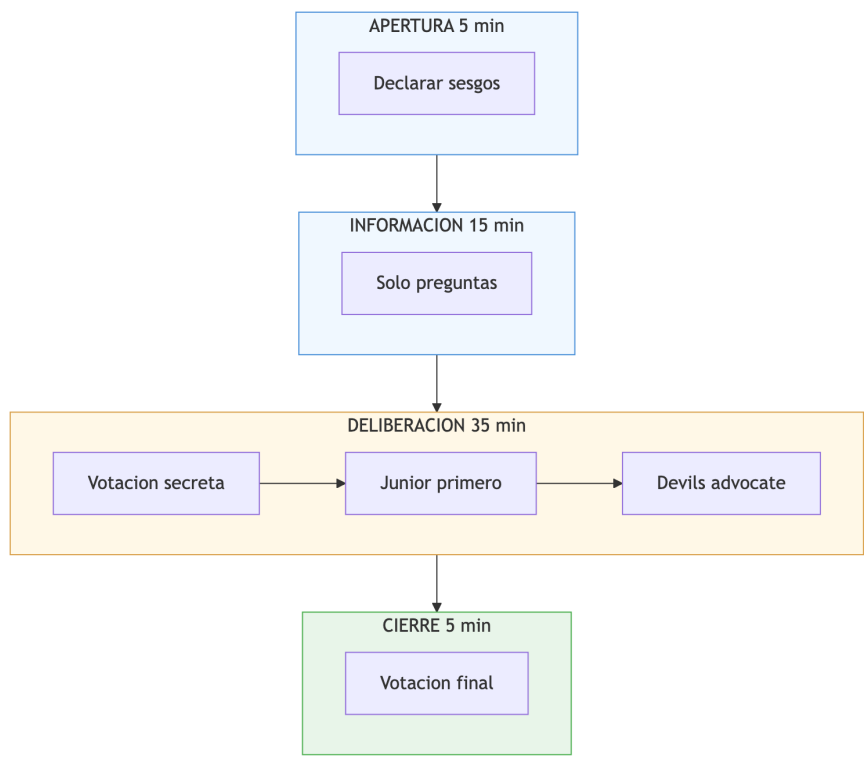 APERTURA 5 min
Declarar sesgos
INFORMACION 15 min
Solo preguntas
DELIBERACION 35 min
Votacion secreta
Junior primero
Devils advocate
CIERRE 5 min
Votacion final